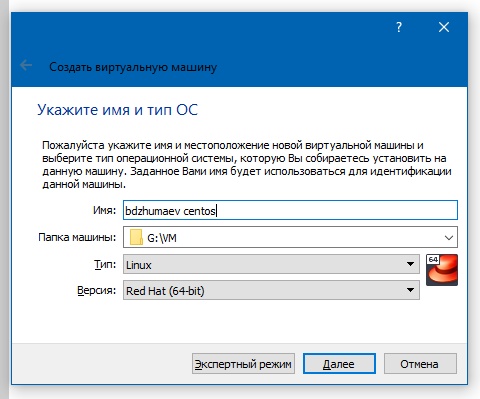 ?
Создать виртуальную машину
Укажите имя и тип ОС
Пожалуйста укажите имя и местоположение новой виртуальной машины и
выберите тип операционной системы, которую Вы собираетесь установить на
данную машину. Заданное Вами имя будет использоваться для идентификации
данной машины.
Имя: bdzhumaev centos
Папка машины: G:\VM
Тип: Linux
64
Версия: Red Hat (64-bit)
Экспертный режим Далее Отмена